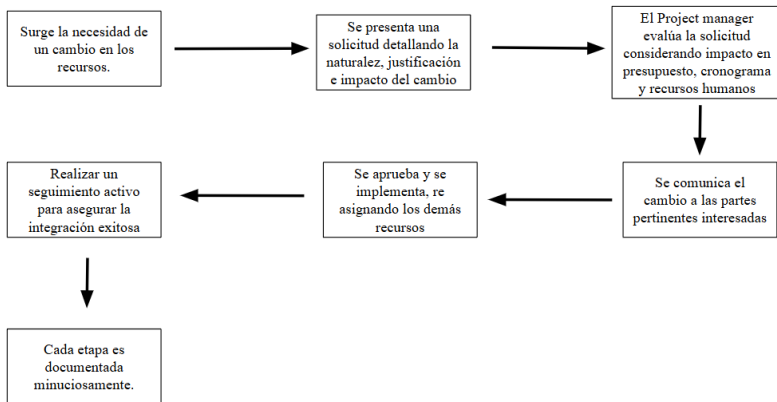 Surge la necesidad de
un cambio en los
recursos.
Se presenta una
solicitud detallando la
naturalez, justificación
e impacto del cambio
El Project manager
evalúa la solicitud
considerando impacto en
presupuesto, cronograma
y recursos humanos
Se comunica el
cambio a las partes
pertinentes interesadas
Se aprueba y se
implementa, re
asignando los demás
recursos
Realizar un
seguimiento activo
para asegurar la
integración exitosa
Cada etapa es
documentada
minuciosamente.